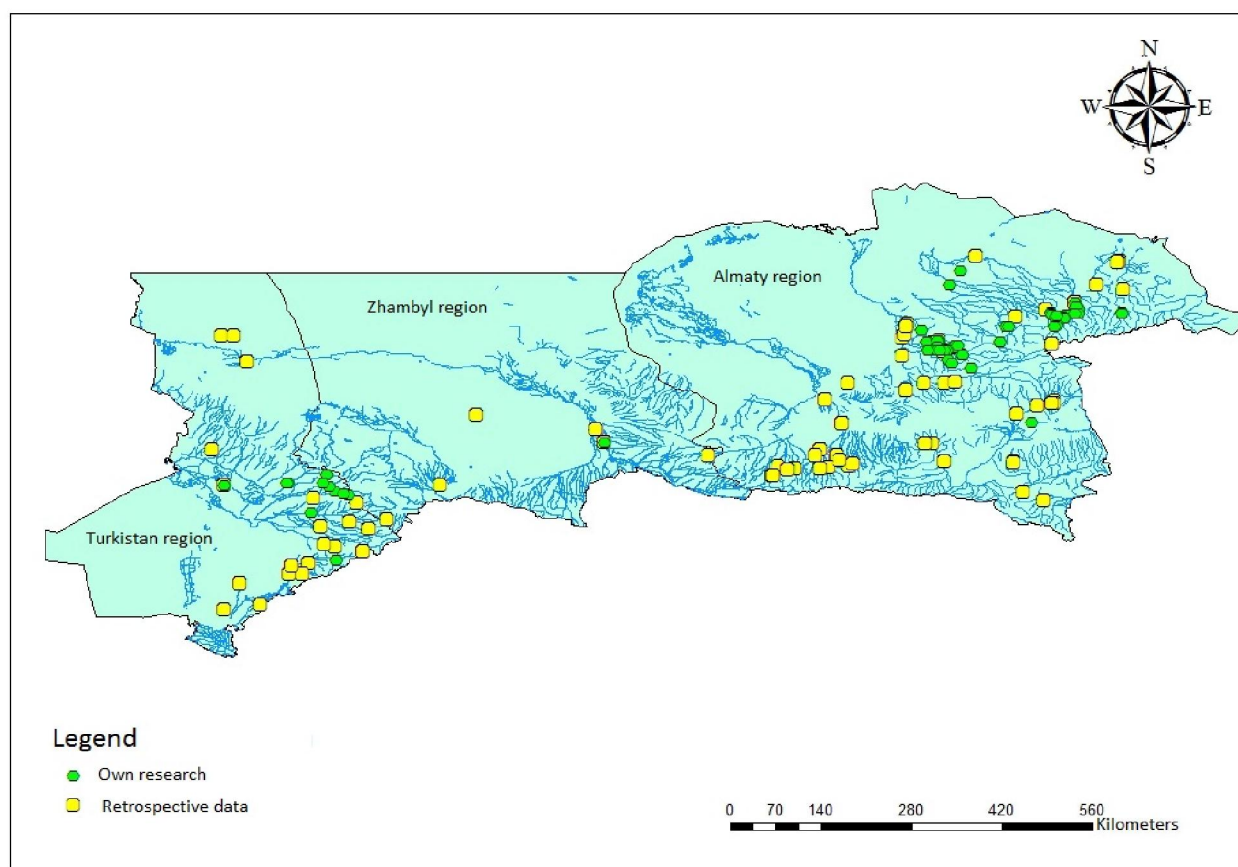 N
W E
S
Almaty region
Zhambyl region
Turkistan region
Legend
Own research
Retrospective data
0 70 140 280 420 560
Kilometers